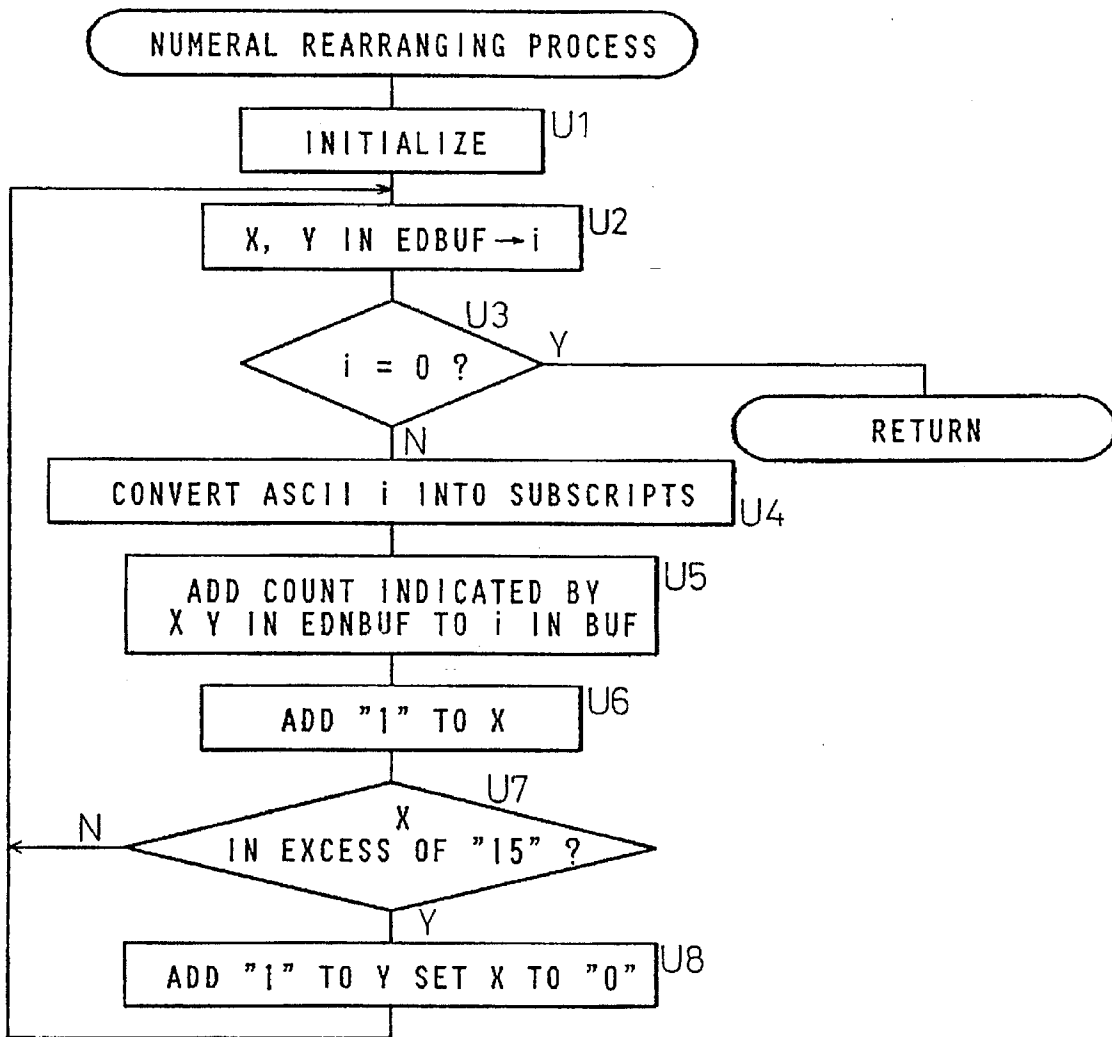 NUMERAL REARRANGING PROCESS
INITIALIZE
U1
X, Y IN EDBUF→i
U2
U3
i = 0 ?
Y
RETURN
N
CONVERT ASCII i INTO SUBSCRIPTS
U4
ADD COUNT INDICATED BY
X Y IN EDNBUF TO i IN BUF
U5
ADD "1" TO X
U6
U7
X
IN EXCESS OF "15" ?
N
Y
ADD "1" TO Y SET X TO "0"
U8